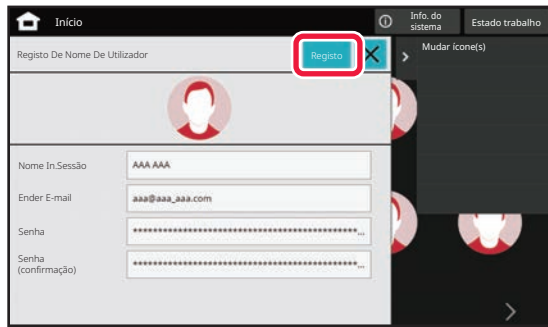 Início
Info. do
sistema
Estado trabalho
Registo De Nome De Utilizador
Registo
Mudar ícone(s)
Nome In.Sessão
AAA AAA
Ender E-mail
aaa@aaa_aaa.com
Senha
************************************************...
Senha
(confirmação)
************************************************...